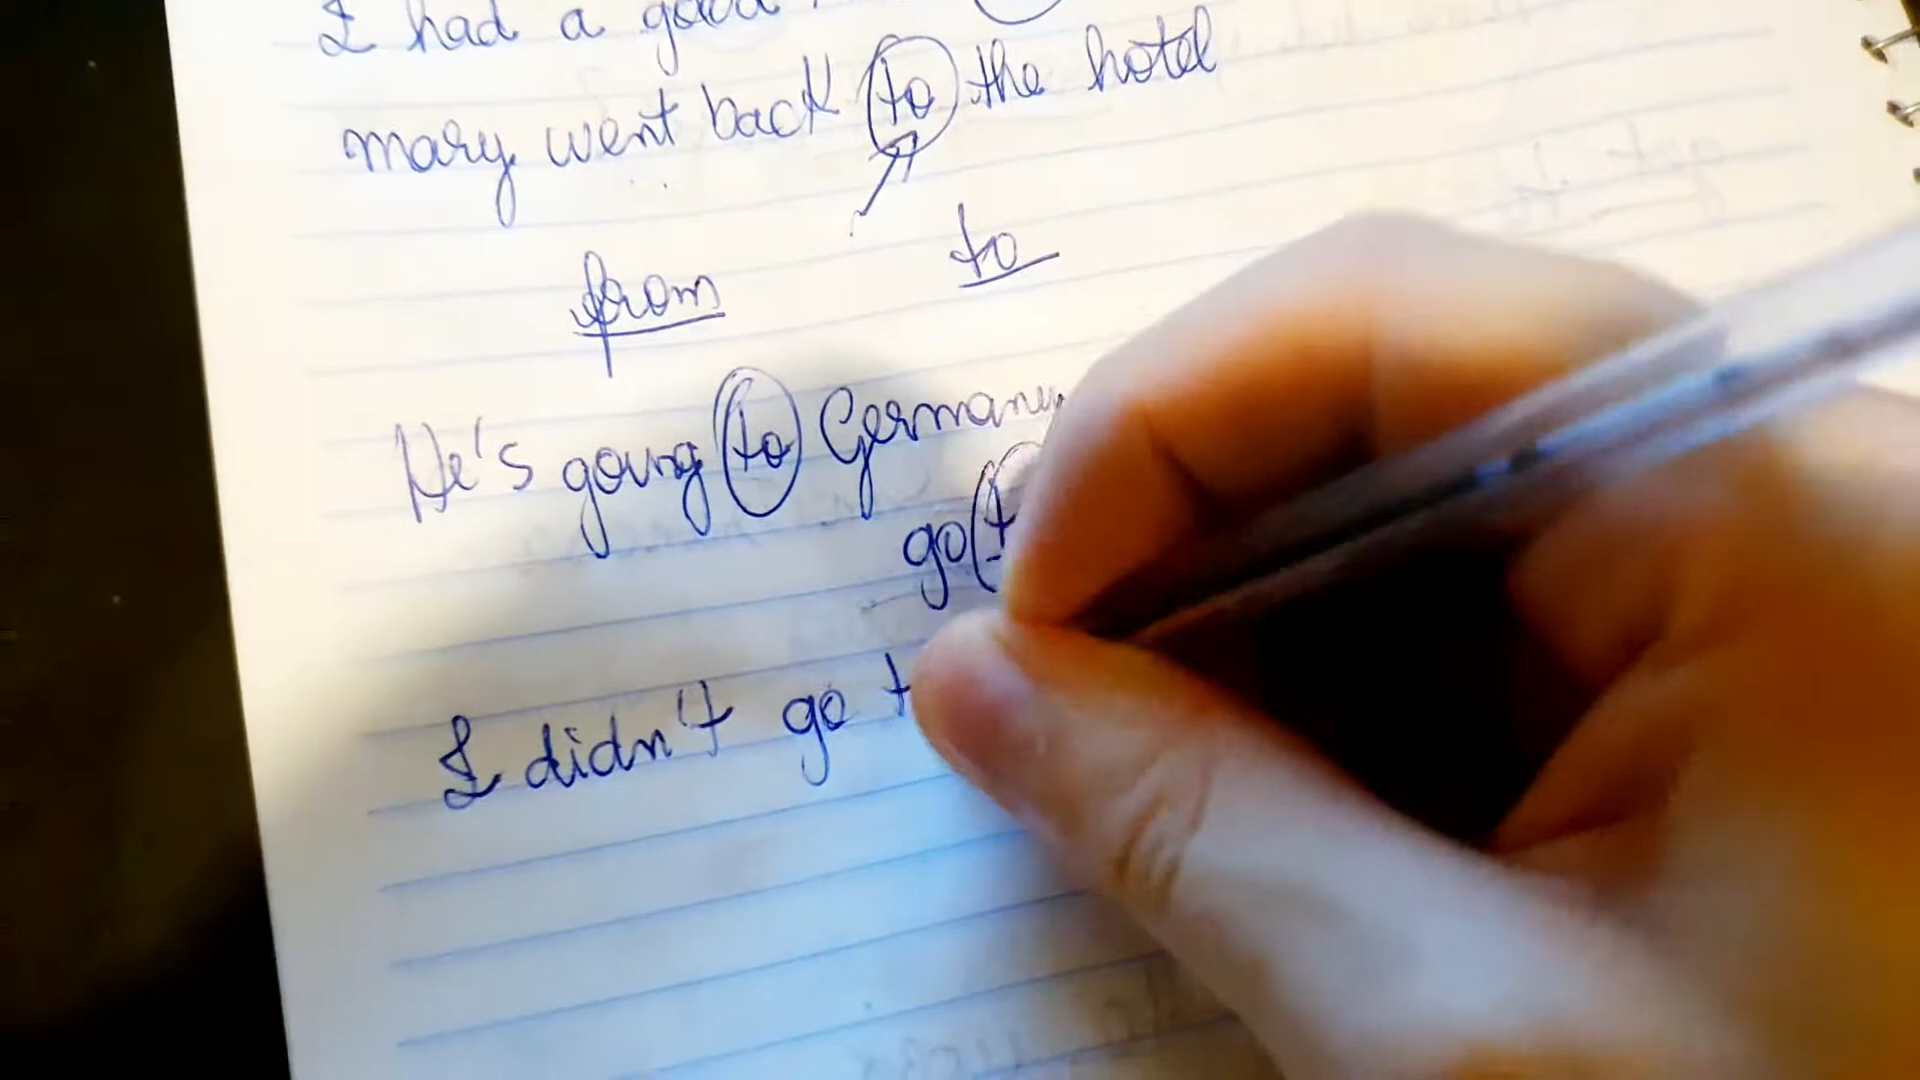 I had a good
mary went back to the hotel
from to
He's going to Germany
go
I didn't go